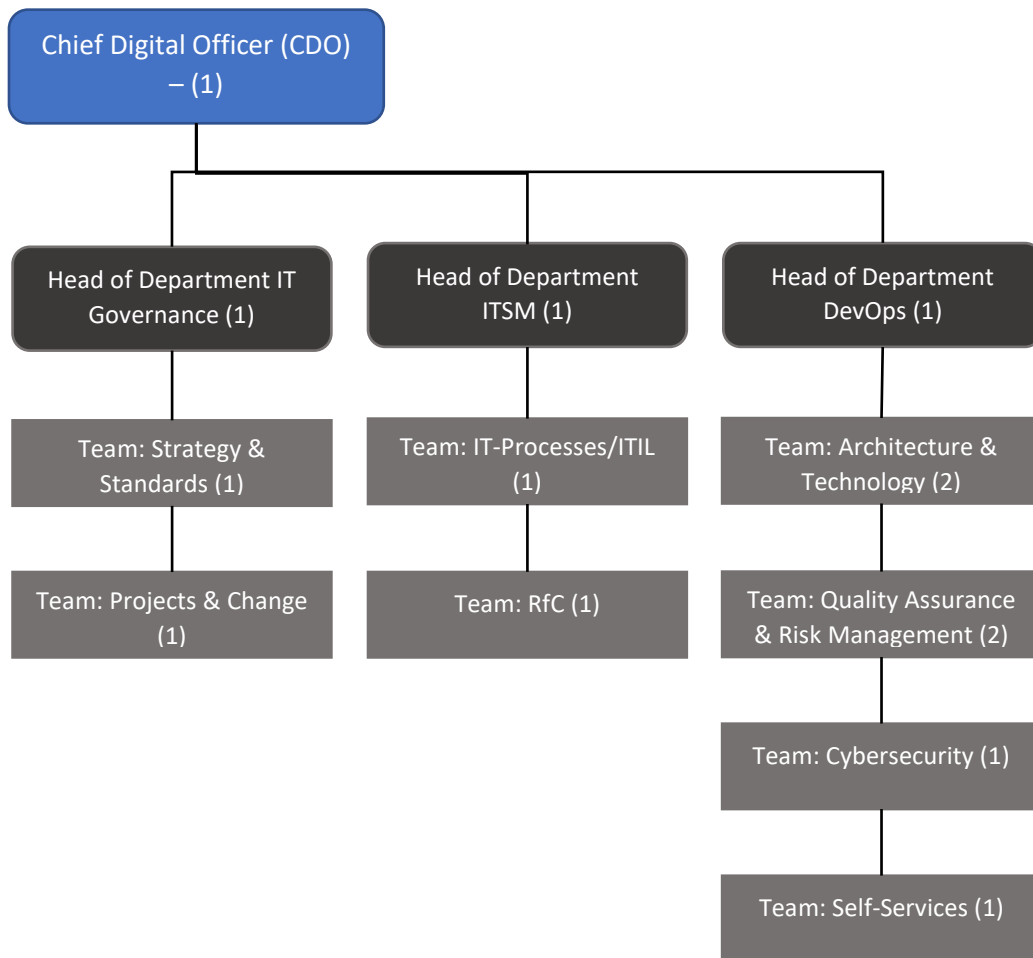 Chief Digital Officer (CDO)
– (1)
Head of Department IT
Governance (1)
Head of Department
ITSM (1)
Head of Department
DevOps (1)
Team: Strategy &
Standards (1)
Team: IT-Processes/ITIL
(1)
Team: Architecture &
Technology (2)
Team: Projects & Change
(1)
Team: RfC (1)
Team: Quality Assurance
& Risk Management (2)
Team: Cybersecurity (1)
Team: Self-Services (1)